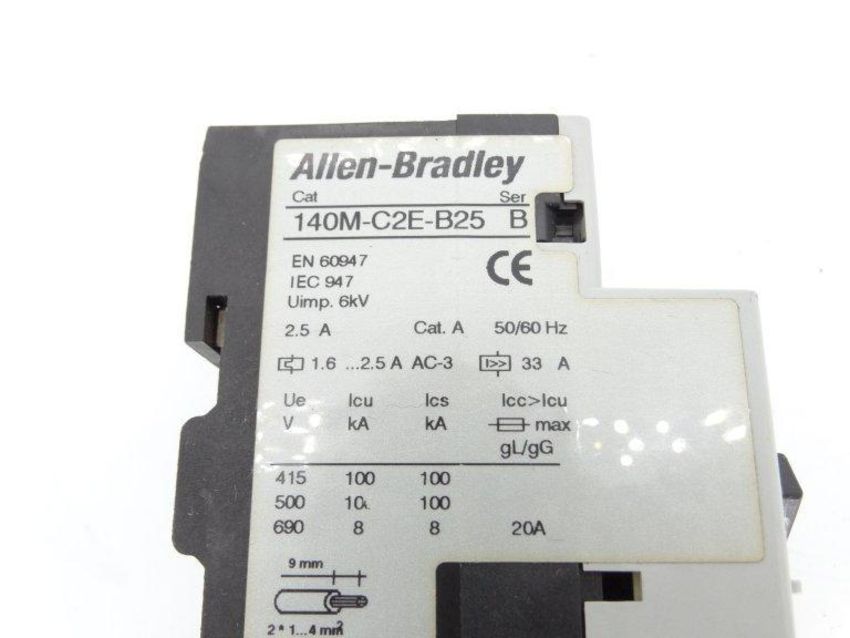 Allen-Bradley
Cat Ser
140M-C2E-B25 B
EN 60947
IEC 947
Uimp. 6kV
CE
2.5 A Cat. A 50/60 Hz
1.6 ...2.5 A AC-3 I>> 33 A
Ue Icu Ics Icc>Icu
V kA kA max
gL/gG
415 100 100
500 100
690 8 8 20A
9 mm
2 * 1...4 mm²